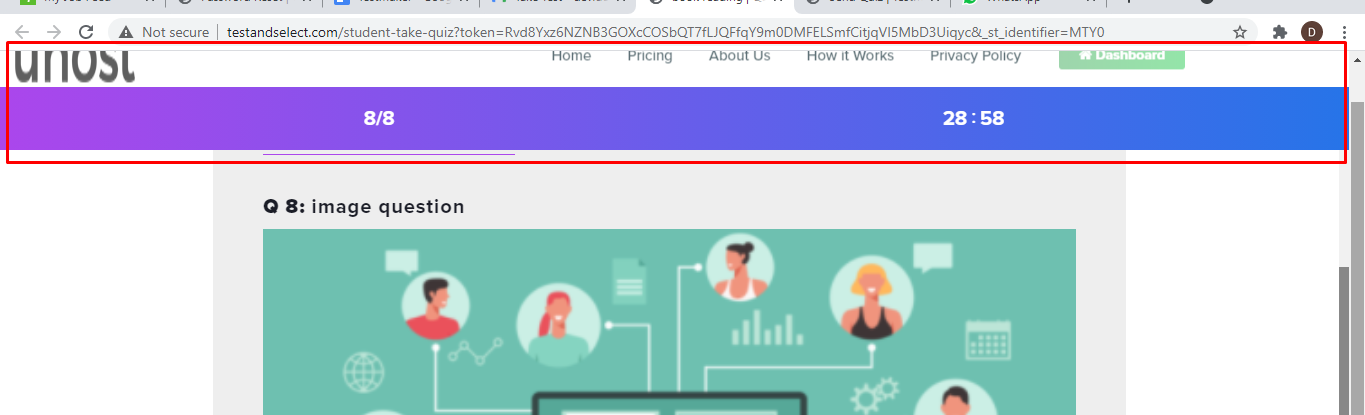 Not secure | testandselect.com/student-take-quiz?token=Rvd8Yxz6NZNB3GOXcCOSbQT7fLJQFfqY9m0DMFELSmfCitjqVI5MbD3Uiqyc&_st_identifier=MTY0
D
Home Pricing About Us How it Works Privacy Policy Dashboard
8/8 28 : 58
Q 8: image question